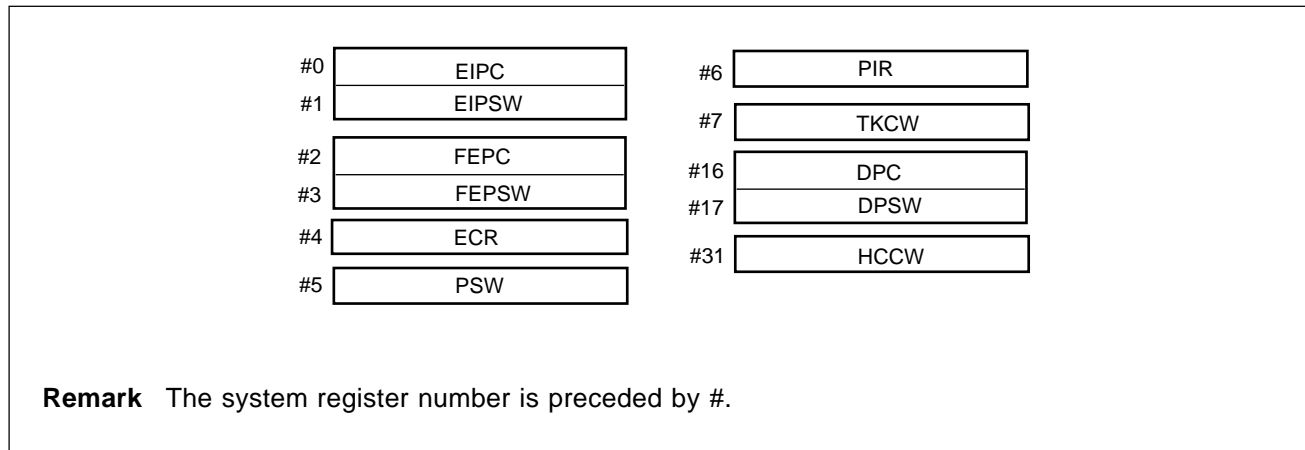 #0 EIPC
#1 EIPSW
#2 FEPC
#3 FEPSW
#4 ECR
#5 PSW
#6 PIR
#7 TKCW
#16 DPC
#17 DPSW
#31 HCCW
Remark The system register number is preceded by #.